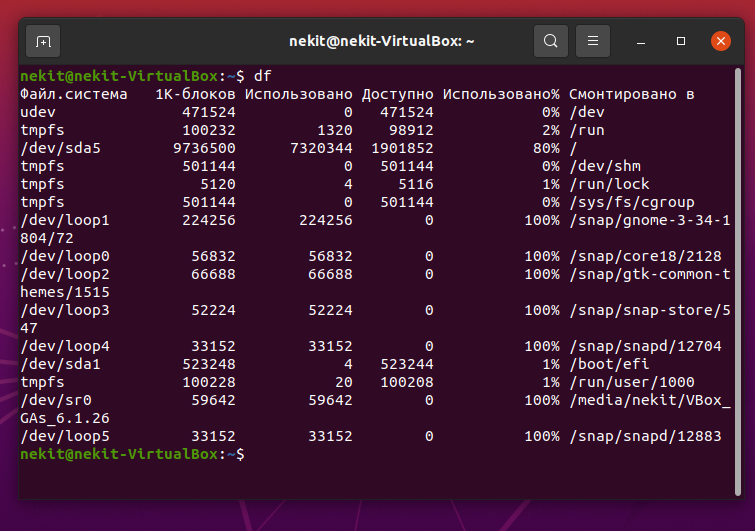 nekit@nekit-VirtualBox: ~
nekit@nekit-VirtualBox:~$ df
Файл.система   1K-блоков Использовано Доступно Использовано% Смонтировано в
udev              471524            0   471524            0% /dev
tmpfs             100232         1320    98912            2% /run
/dev/sda5        9736500      7320344  1901852           80% /
tmpfs             501144            0   501144            0% /dev/shm
tmpfs               5120            4     5116            1% /run/lock
tmpfs             501144            0   501144            0% /sys/fs/cgroup
/dev/loop1        224256       224256        0          100% /snap/gnome-3-34-1
804/72
/dev/loop0         56832        56832        0          100% /snap/core18/2128
/dev/loop2         66688        66688        0          100% /snap/gtk-common-t
hemes/1515
/dev/loop3         52224        52224        0          100% /snap/snap-store/5
47
/dev/loop4         33152        33152        0          100% /snap/snapd/12704
/dev/sda1         523248            4   523244            1% /boot/efi
tmpfs             100228           20   100208            1% /run/user/1000
/dev/sr0           59642        59642        0          100% /media/nekit/VBox_
GAs_6.1.26
/dev/loop5         33152        33152        0          100% /snap/snapd/12883
nekit@nekit-VirtualBox:~$